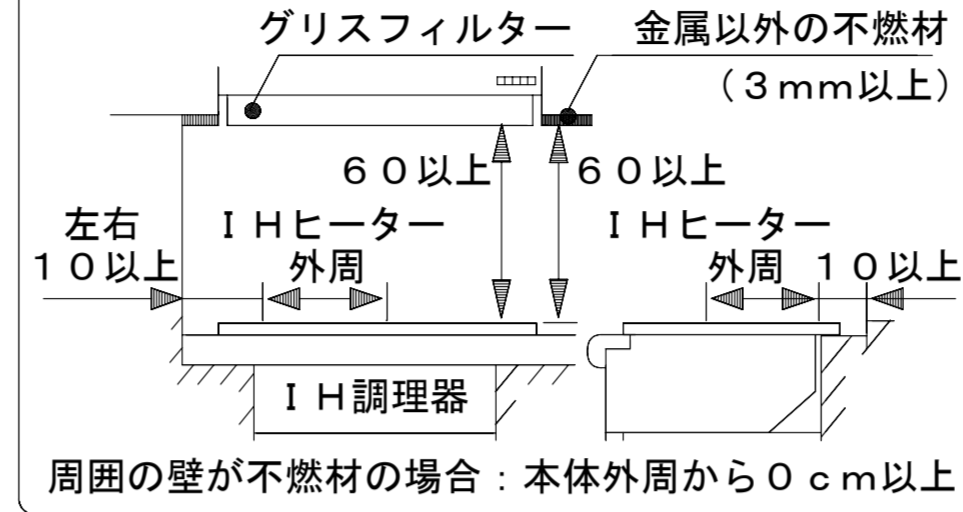 グリスフィルター
金属以外の不燃材
（３ｍｍ以上）
６０以上
６０以上
左右
１０以上
ＩＨヒーター
外周
ＩＨヒーター
外周
１０以上
ＩＨ調理器
周囲の壁が不燃材の場合：本体外周から０ｃｍ以上